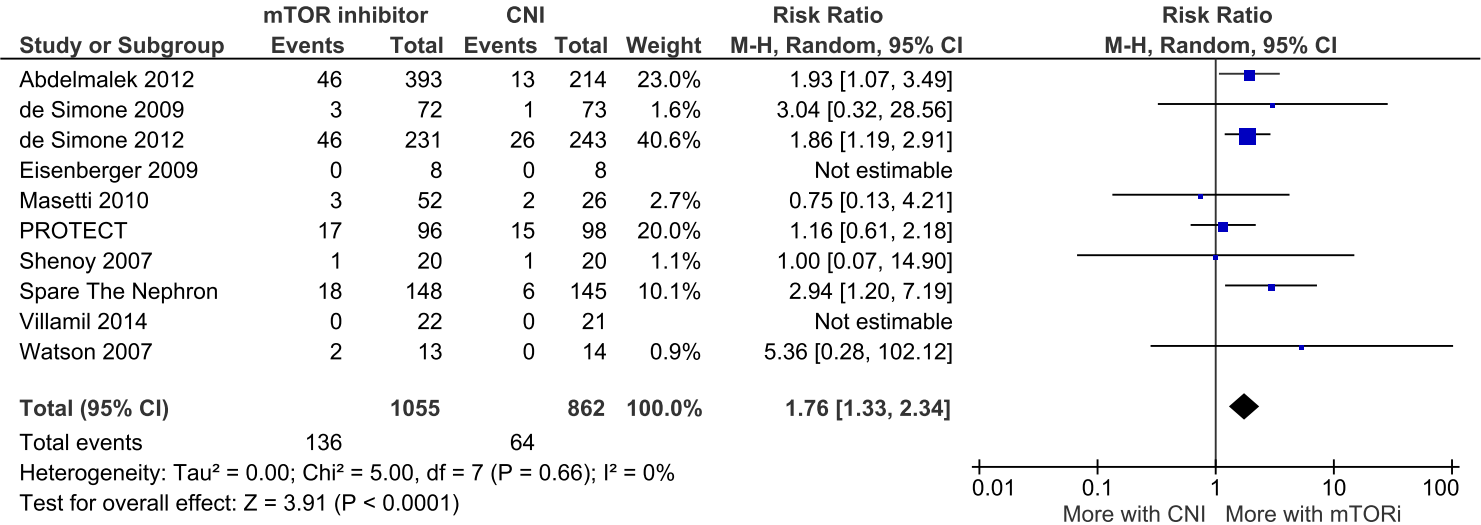 mTOR inhibitor CNI Risk Ratio Risk Ratio
Study or Subgroup Events Total Events Total Weight M-H, Random, 95% CI M-H, Random, 95% CI
Abdelmalek 2012 46 393 13 214 23.0% 1.93 [1.07, 3.49]
de Simone 2009 3 72 1 73 1.6% 3.04 [0.32, 28.56]
de Simone 2012 46 231 26 243 40.6% 1.86 [1.19, 2.91]
Eisenberger 2009 0 8 0 8 Not estimable
Masetti 2010 3 52 2 26 2.7% 0.75 [0.13, 4.21]
PROTECT 17 96 15 98 20.0% 1.16 [0.61, 2.18]
Shenoy 2007 1 20 1 20 1.1% 1.00 [0.07, 14.90]
Spare The Nephron 18 148 6 145 10.1% 2.94 [1.20, 7.19]
Villamil 2014 0 22 0 21 Not estimable
Watson 2007 2 13 0 14 0.9% 5.36 [0.28, 102.12]
Total (95% CI) 1055 862 100.0% 1.76 [1.33, 2.34]
Total events 136 64
Heterogeneity: Tau² = 0.00; Chi² = 5.00, df = 7 (P = 0.66); I² = 0%
Test for overall effect: Z = 3.91 (P < 0.0001)
0.01 0.1 1 10 100
More with CNI More with mTORi